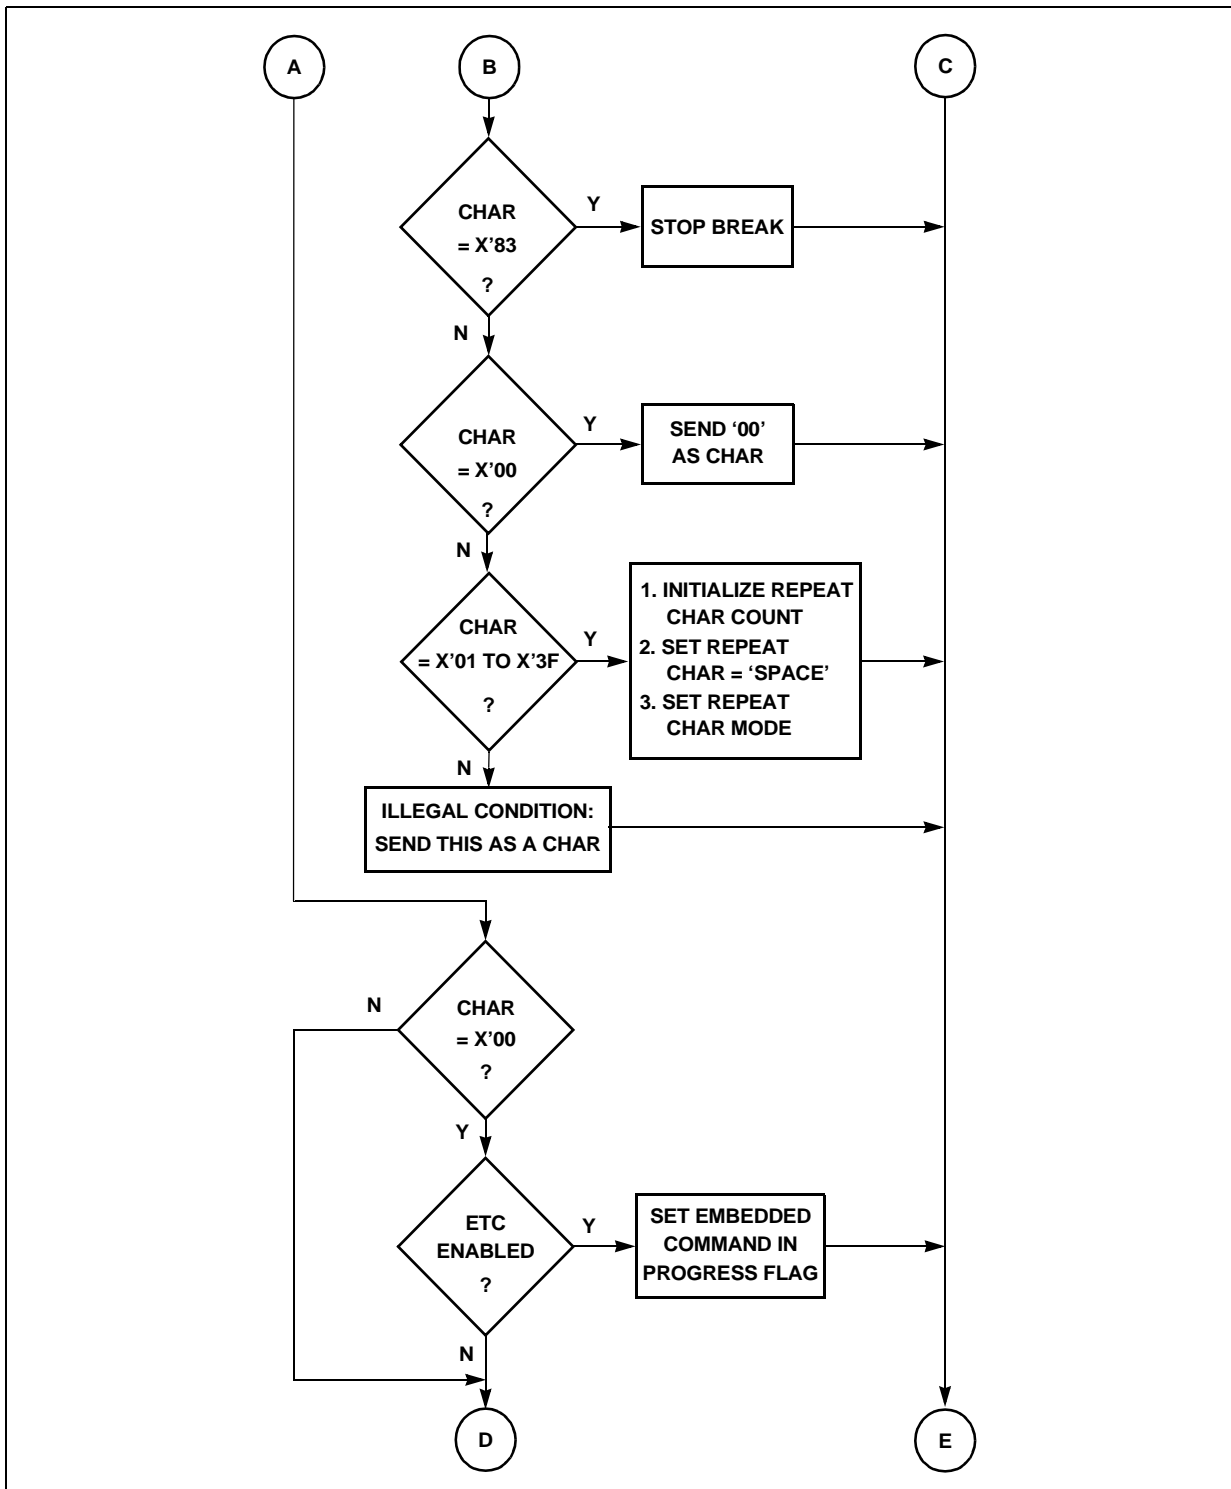 A
B
C
CHAR
= X’83
?
Y
STOP BREAK
N
CHAR
= X’00
?
Y
SEND ‘00’
AS CHAR
N
CHAR
= X’01 TO X’3F
?
Y
1. INITIALIZE REPEAT
CHAR COUNT
2. SET REPEAT
CHAR = ‘SPACE’
3. SET REPEAT
CHAR MODE
N
ILLEGAL CONDITION:
SEND THIS AS A CHAR
N
CHAR
= X’00
?
Y
ETC
ENABLED
?
Y
SET EMBEDDED
COMMAND IN
PROGRESS FLAG
N
D
E